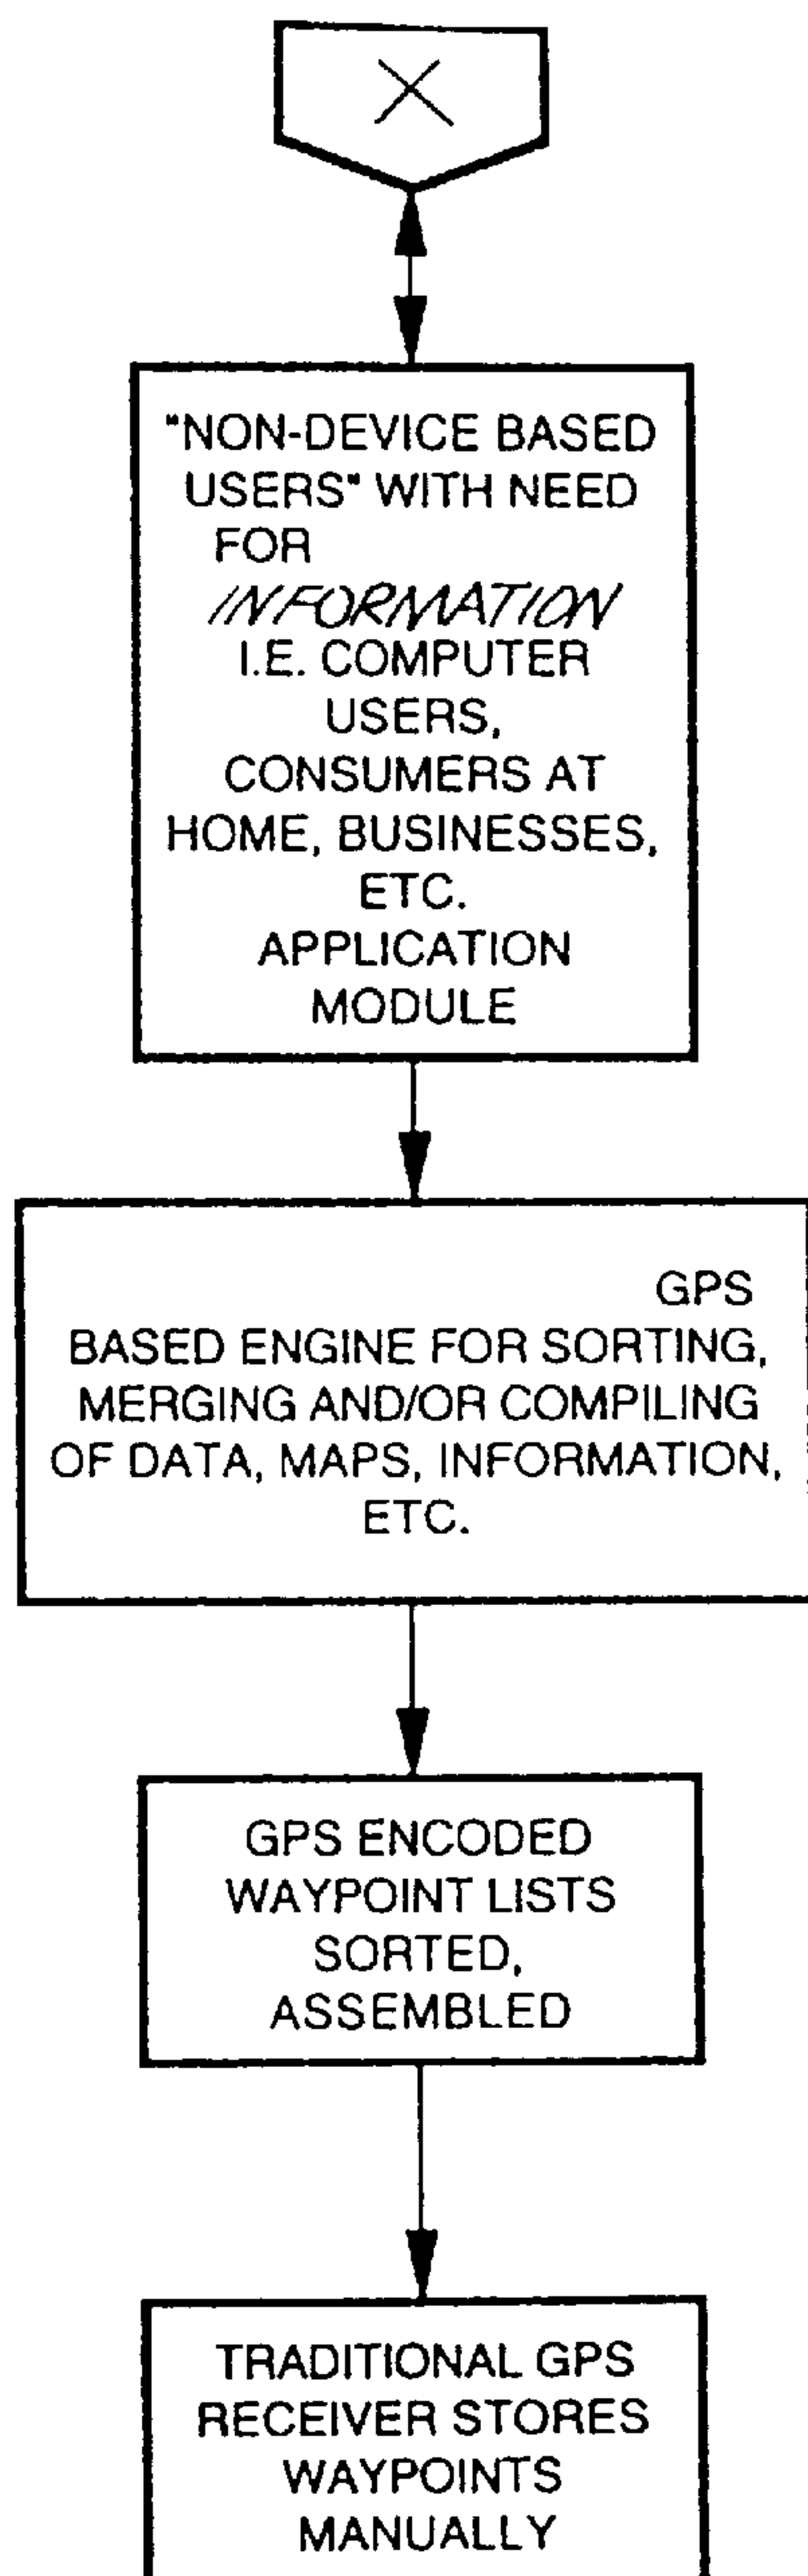 X
"NON-DEVICE BASED
USERS" WITH NEED
FOR
INFORMATION
I.E. COMPUTER
USERS,
CONSUMERS AT
HOME, BUSINESSES,
ETC.
APPLICATION
MODULE
GPS
BASED ENGINE FOR SORTING,
MERGING AND/OR COMPILING
OF DATA, MAPS, INFORMATION,
ETC.
GPS ENCODED
WAYPOINT LISTS
SORTED,
ASSEMBLED
TRADITIONAL GPS
RECEIVER STORES
WAYPOINTS
MANUALLY